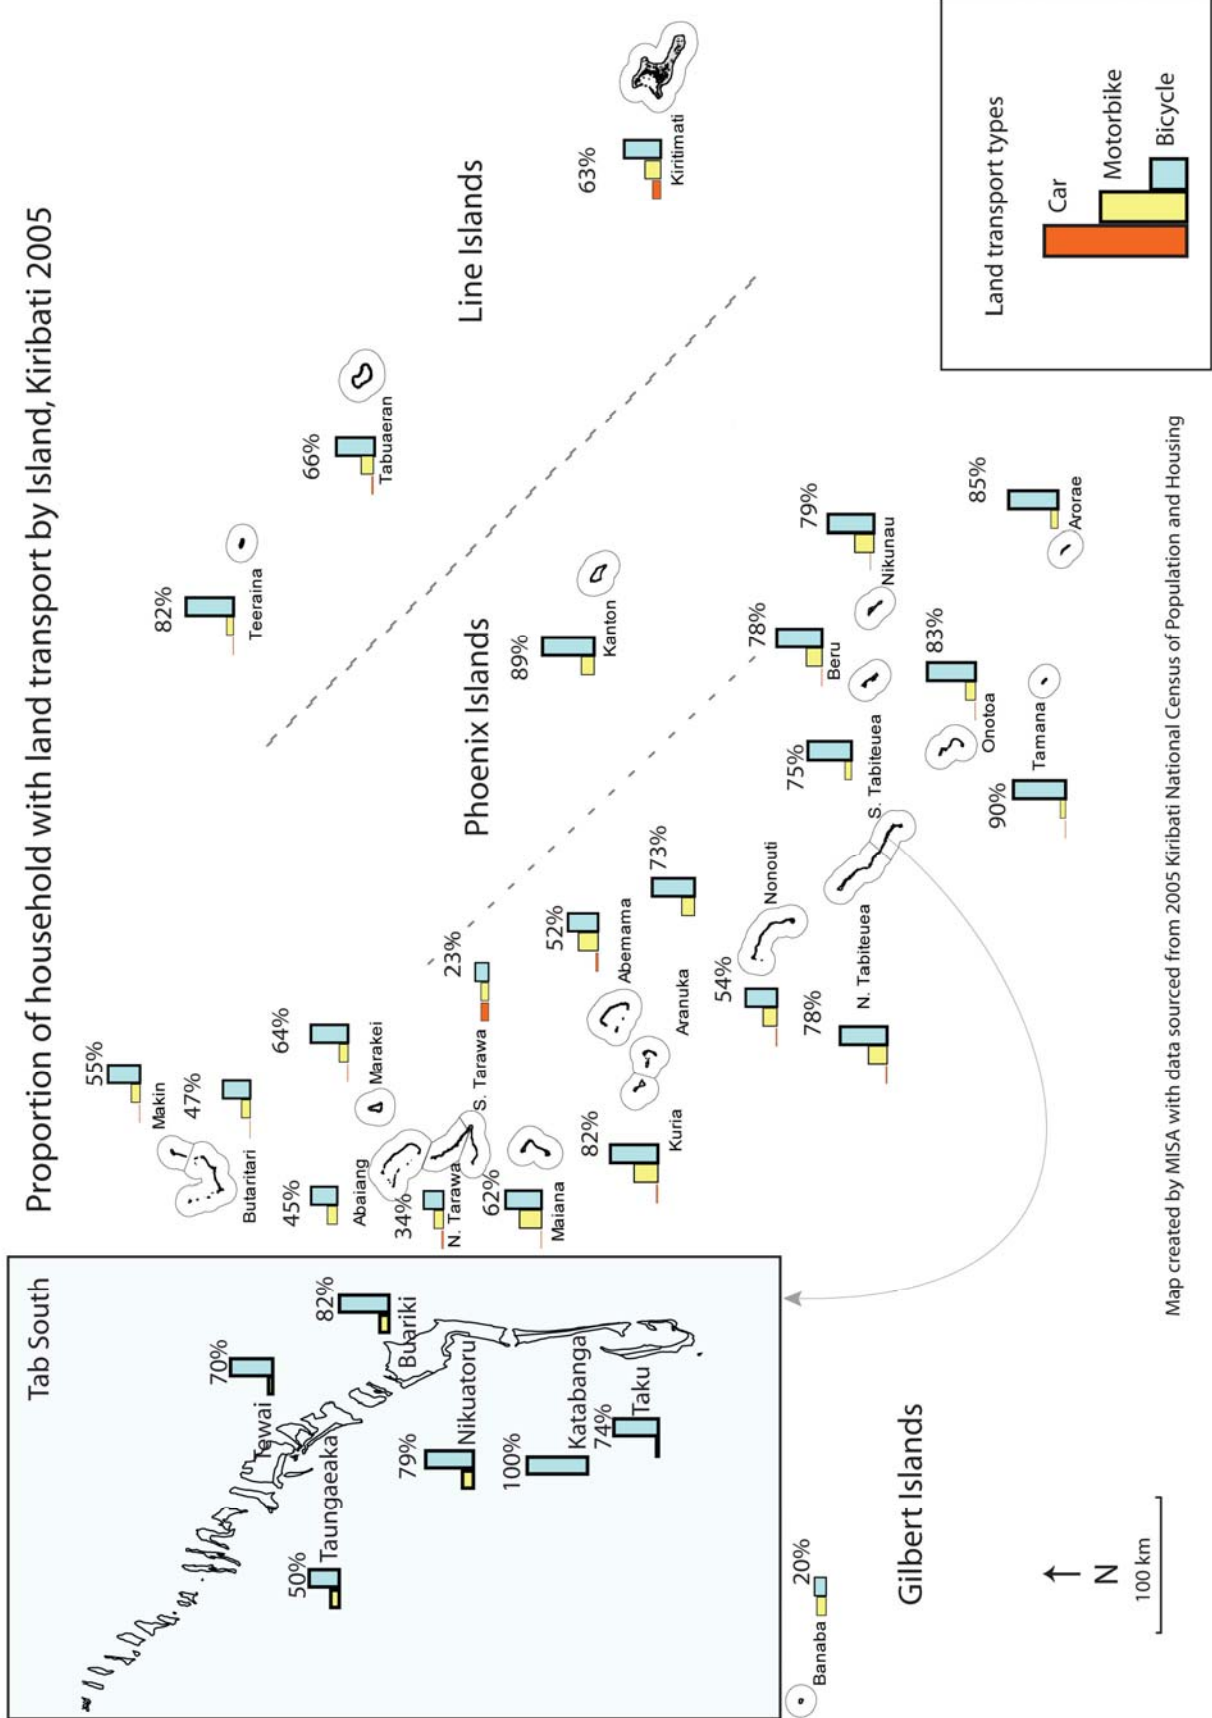 Proportion of household with land transport by Island, Kiribati 2005
Tab South
70%
Tewai
82%
Buariki
50%
Taungaeaka
79%
Nikuatoru
100%
Katabanga
74%
Taku
55%
Makin
47%
Butaritari
45%
Abaiang
64%
Marakei
34%
N. Tarawa
23%
S. Tarawa
62%
Maiana
52%
Abemama
82%
Kuria
73%
Aranuka
54%
Nonouti
78%
N. Tabiteuea
75%
S. Tabiteuea
78%
Beru
79%
Nikunau
83%
Onotoa
90%
Tamana
85%
Arorae
20%
Banaba
Gilbert Islands
Phoenix Islands
89%
Kanton
Line Islands
82%
Teeraina
66%
Tabuaeran
63%
Kiritimati
N
100 km
Land transport types
Car
Motorbike
Bicycle
Map created by MISA with data sourced from 2005 Kiribati National Census of Population and Housing